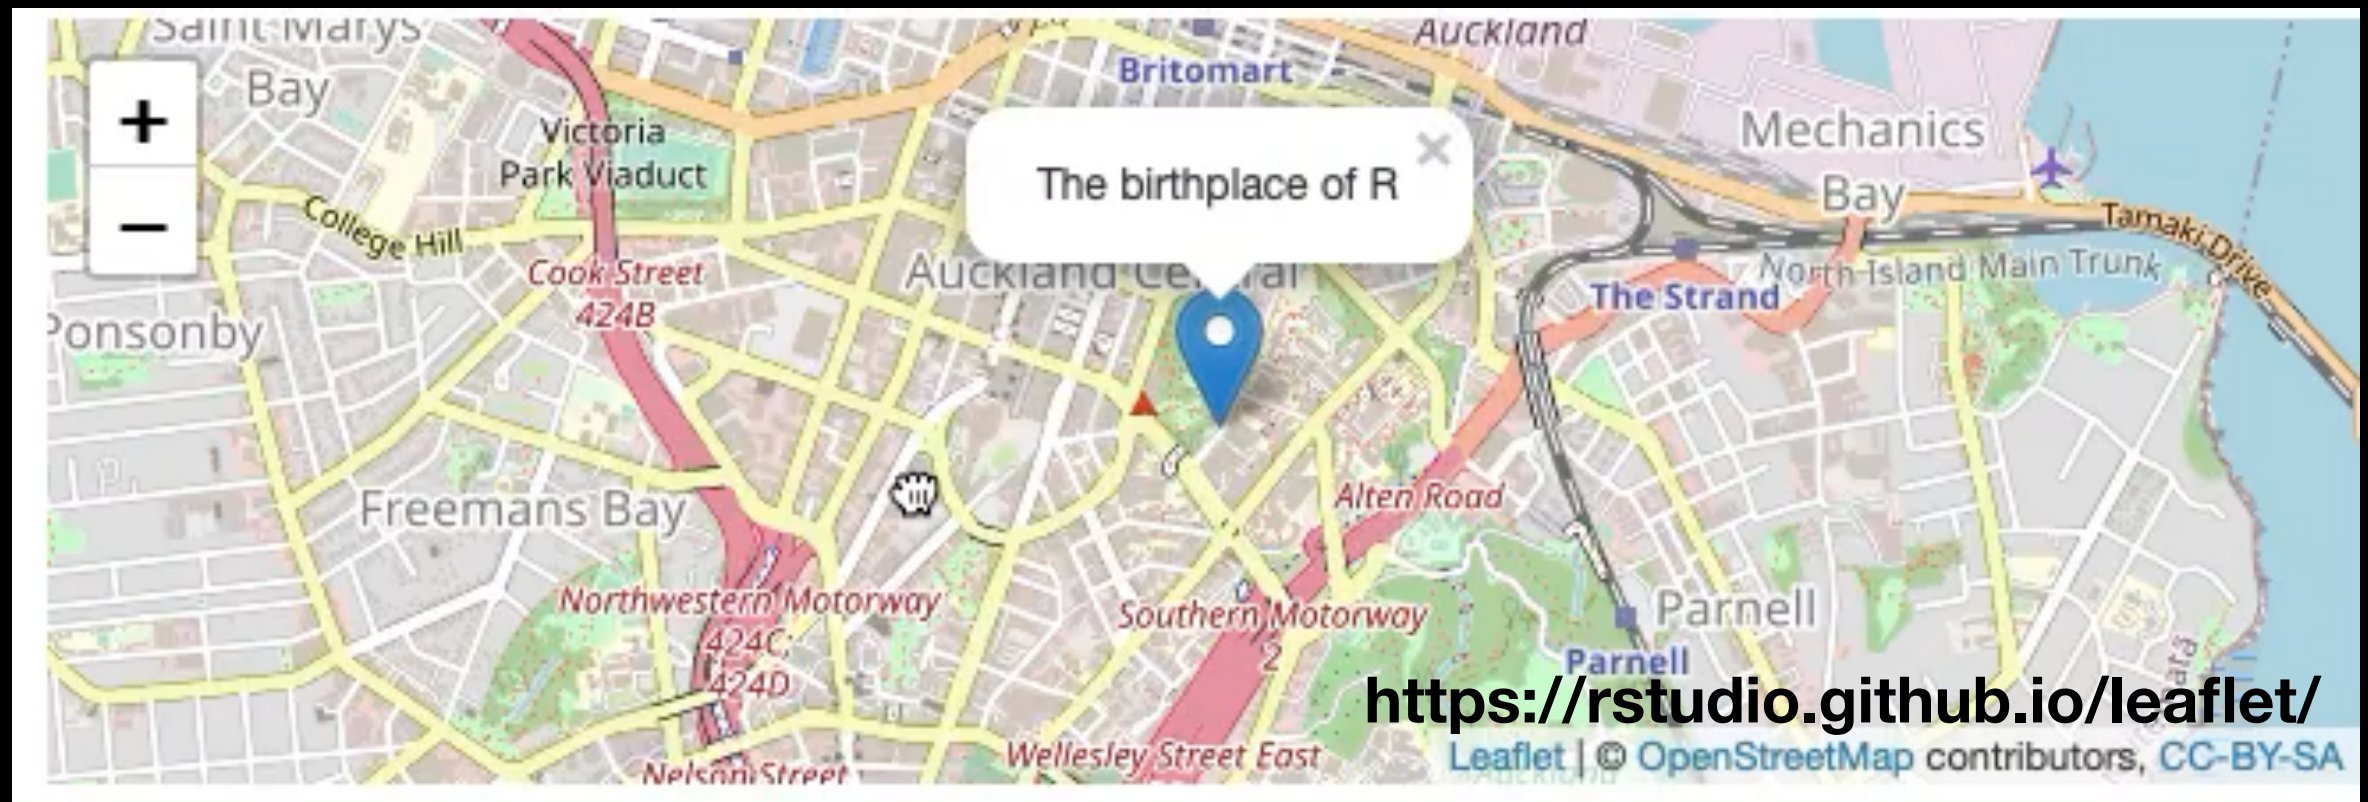 Saint Marys
Bay
Auckland
Britomart
+
−
Victoria
Park Viaduct
College Hill
The birthplace of R
×
Mechanics
Bay
Tamaki Drive
North Island Main Trunk
Cook Street
424B
Auckland Central
The Strand
Ponsonby
Freemans Bay
Alten Road
Northwestern Motorway
424C;
424D
Southern Motorway
2
Parnell
Parnell
https://rstudio.github.io/leaflet/
Wellesley Street East
Nelson Street
Leaflet | © OpenStreetMap contributors, CC-BY-SA